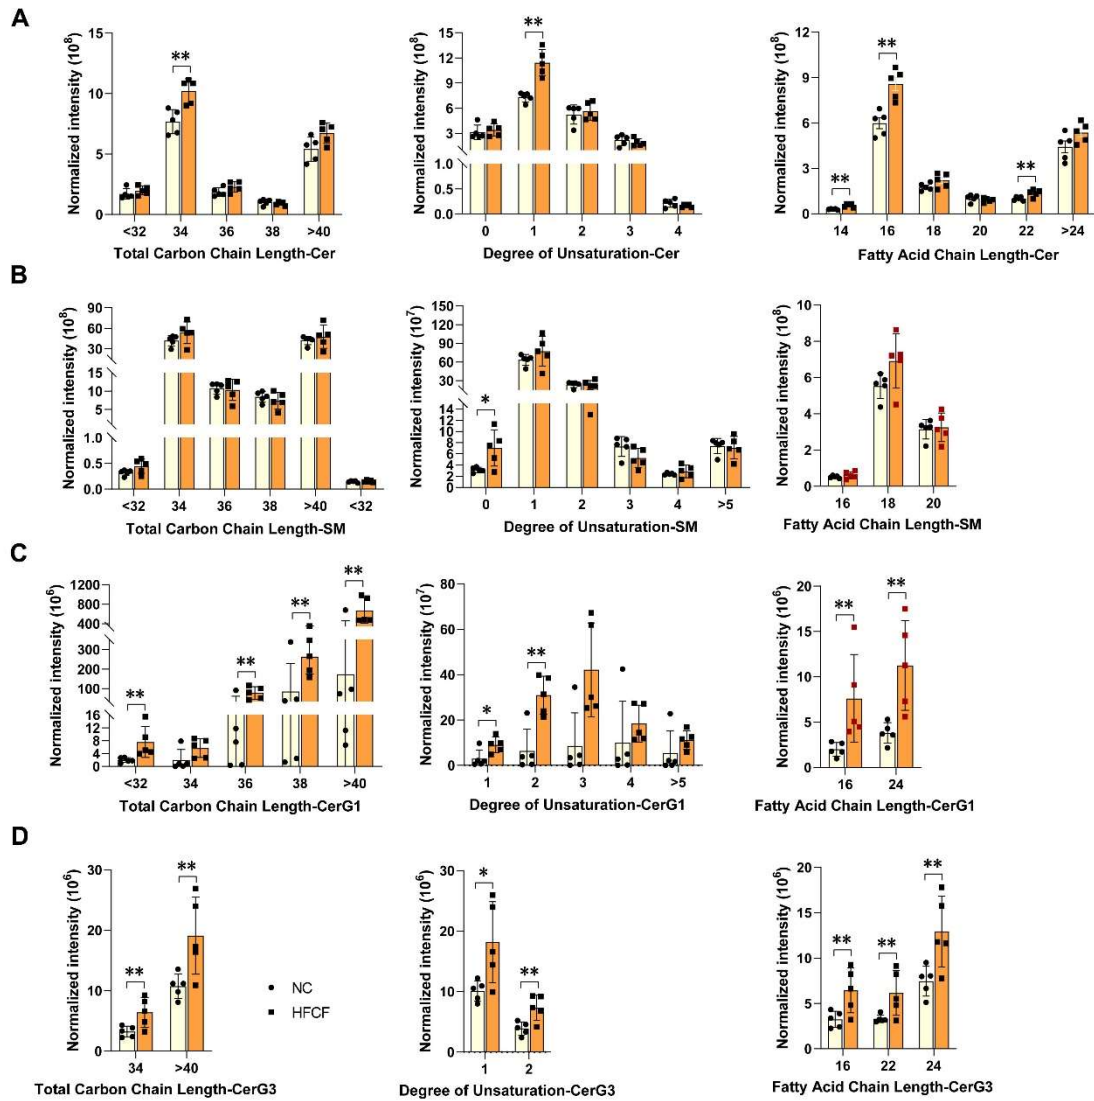 A
Normalized intensity (10⁸)
15
10
5
0
**
<32 34 36 38 >40
Total Carbon Chain Length-Cer
Normalized intensity (10⁸)
15
12
9
6
3
1.0
0.5
0.0
**
0 1 2 3 4
Degree of Unsaturation-Cer
Normalized intensity (10⁸)
12
9
6
3
0
** ** **
14 16 18 20 22 >24
Fatty Acid Chain Length-Cer
B
Normalized intensity (10⁸)
90
60
30
15
10
5
1.0
0.5
0.0
<32 34 36 38 >40 <32
Total Carbon Chain Length-SM
Normalized intensity (10⁷)
150
120
90
60
30
14
12
10
8
6
4
2
0
*
0 1 2 3 4 >5
Degree of Unsaturation-SM
Normalized intensity (10⁸)
10
8
6
4
2
0
16 18 20
Fatty Acid Chain Length-SM
C
Normalized intensity (10⁶)
1200
800
400
300
200
100
16
12
8
4
0
** ** ** **
<32 34 36 38 >40
Total Carbon Chain Length-CerG1
Normalized intensity (10⁷)
80
60
40
20
0
* **
1 2 3 4 >5
Degree of Unsaturation-CerG1
Normalized intensity (10⁶)
20
15
10
5
0
** **
16 24
Fatty Acid Chain Length-CerG1
D
Normalized intensity (10⁶)
30
20
10
0
** **
34 >40
Total Carbon Chain Length-CerG3
NC
HFCF
Normalized intensity (10⁶)
30
20
10
0
* **
1 2
Degree of Unsaturation-CerG3
Normalized intensity (10⁶)
20
15
10
5
0
** ** **
16 22 24
Fatty Acid Chain Length-CerG3